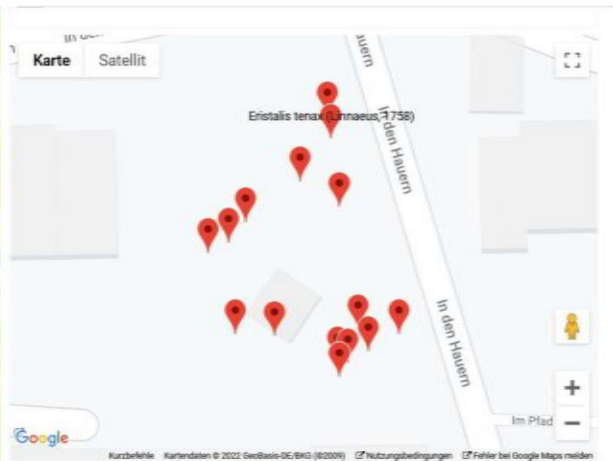 Karte Satellit
auern
Eristalis tenax (Linnaeus, 1758)
In den Hauern
In den Hauern
Im Pfad
Google
Kurzbefehle Kartendaten © 2022 GeoBasis-DE/BKG (©2009) Nutzungsbedingungen Fehler bei Google Maps melden